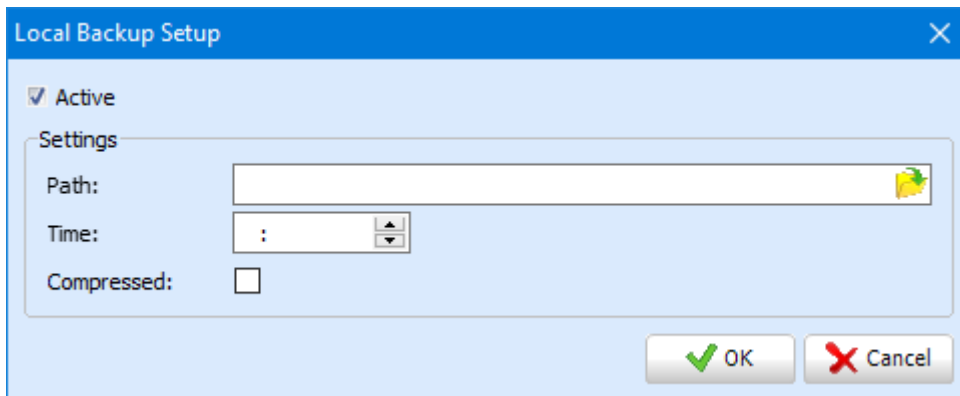 Local Backup Setup
Active
Settings
Path:
Time:
:
Compressed:
OK
Cancel